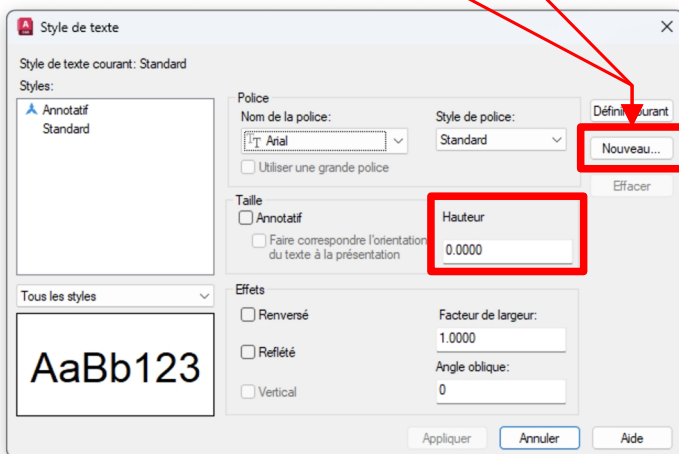 Style de texte
Style de texte courant: Standard
Styles:
Annotatif
Standard
Tous les styles
AaBb123
Police
Nom de la police:
Arial
Utiliser une grande police
Style de police:
Standard
Taille
Annotatif
Faire correspondre l'orientation
du texte à la présentation
Hauteur
0.0000
Effets
Renversé
Reflété
Vertical
Facteur de largeur:
1.0000
Angle oblique:
0
Nouveau...
Effacer
Appliquer
Annuler
Aide